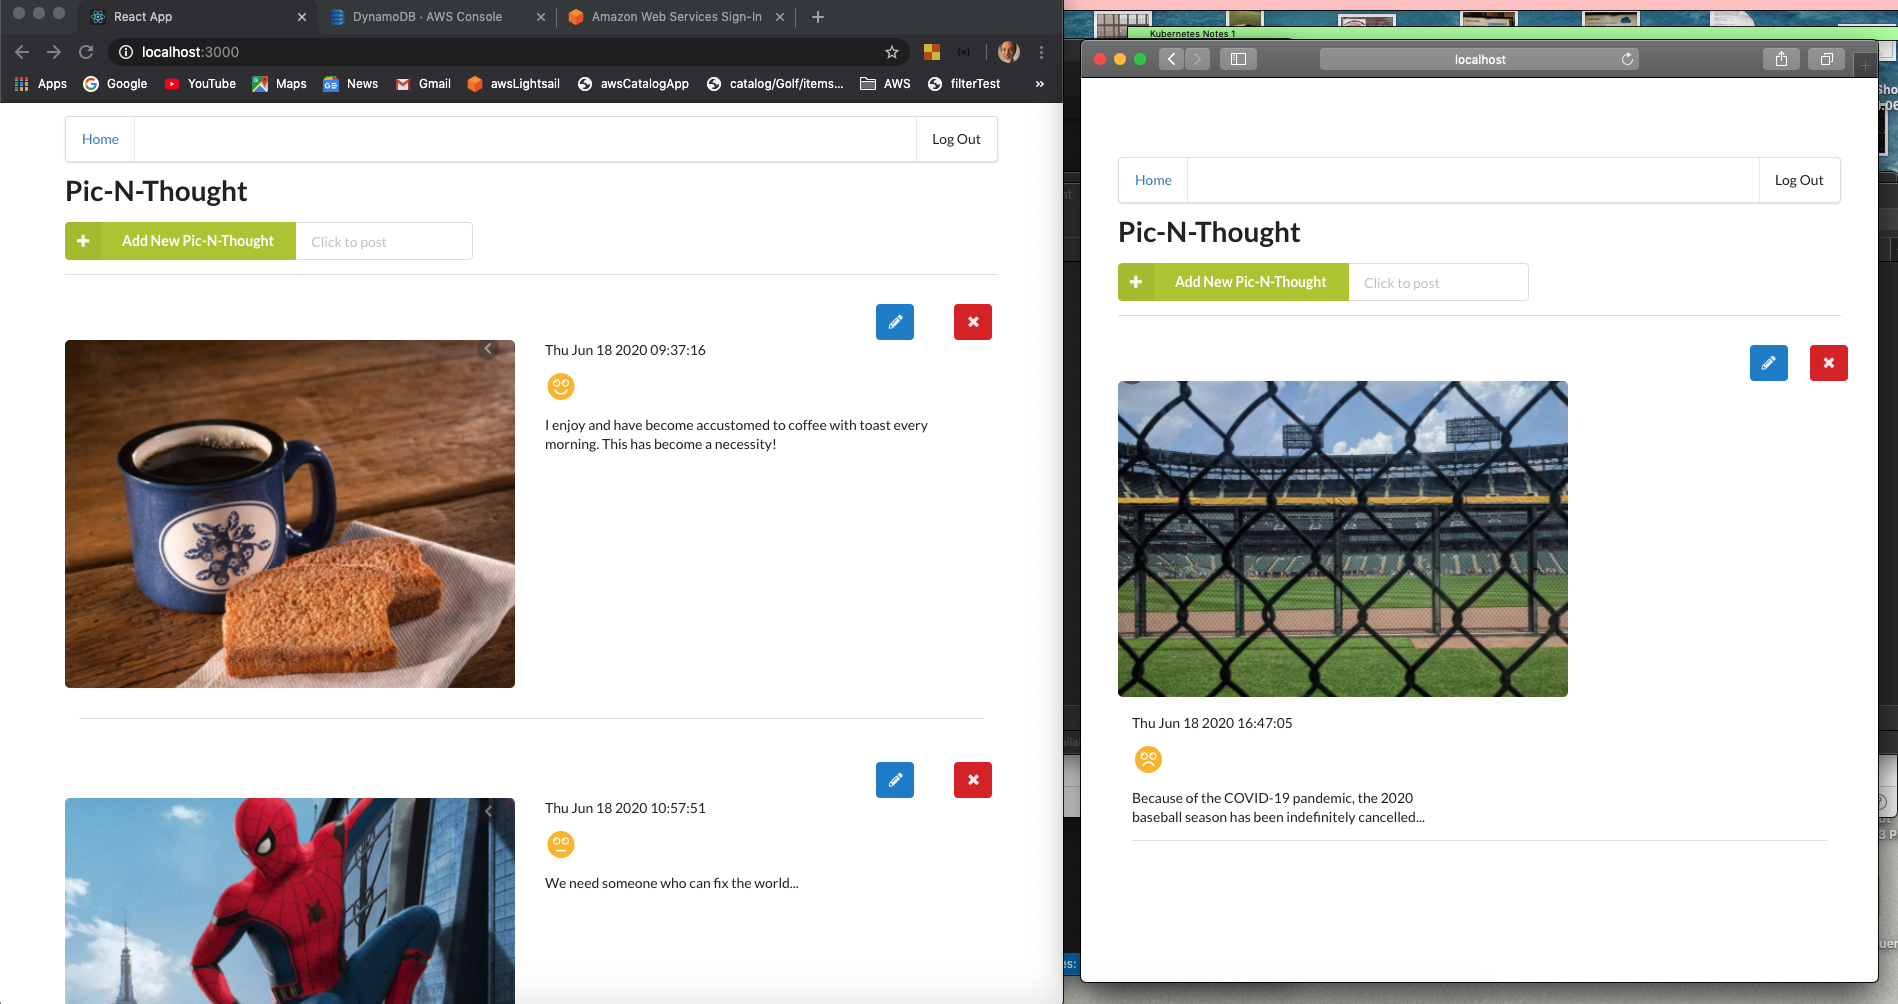 React App
DynamoDB · AWS Console
Amazon Web Services Sign-In
localhost:3000
Apps
Google
YouTube
Maps
News
Gmail
awsLightsail
awsCatalogApp
catalog/Golf/items...
AWS
filterTest
»
Home
Log Out
Pic-N-Thought
Add New Pic-N-Thought
Click to post
Thu Jun 18 2020 09:37:16
I enjoy and have become accustomed to coffee with toast every
morning. This has become a necessity!
Thu Jun 18 2020 10:57:51
We need someone who can fix the world...
Kubernetes Notes 1
localhost
Home
Log Out
Pic-N-Thought
Add New Pic-N-Thought
Click to post
Thu Jun 18 2020 16:47:05
Because of the COVID-19 pandemic, the 2020
baseball season has been indefinitely cancelled...